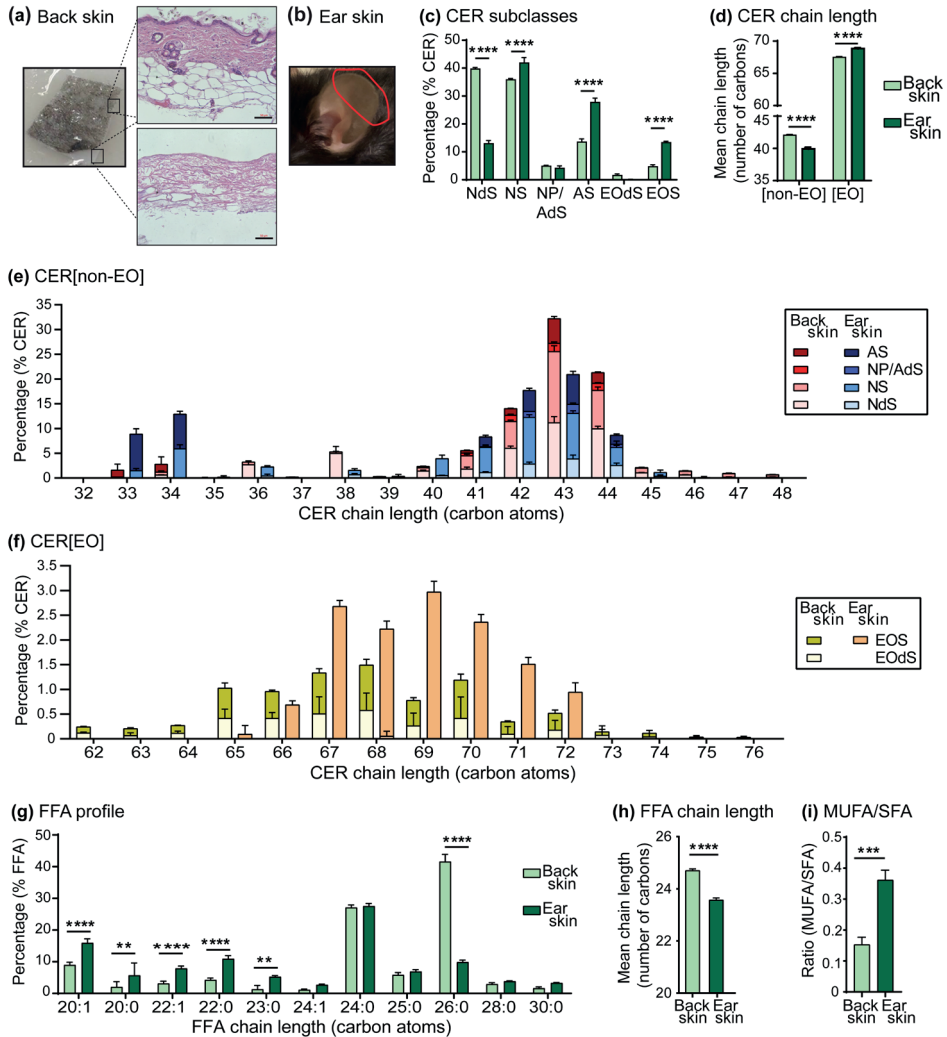 (a) Back skin
(b) Ear skin
(c) CER subclasses
Percentage (% CER)
50
40
30
20
10
0
**** **** **** ****
NdS NS NP/ AS EOdS EOS
AdS
(d) CER chain length
Mean chain length
(number of carbons)
70
65
60
45
40
35
**** ****
[non-EO] [EO]
Back
skin
Ear
skin
(e) CER[non-EO]
Percentage (% CER)
35
30
25
20
15
10
5
0
32 33 34 35 36 37 38 39 40 41 42 43 44 45 46 47 48
CER chain length (carbon atoms)
Back Ear
skin skin
AS
NP/AdS
NS
NdS
(f) CER[EO]
Percentage (% CER)
3.5
3.0
2.5
2.0
1.5
1.0
0.5
0
62 63 64 65 66 67 68 69 70 71 72 73 74 75 76
CER chain length (carbon atoms)
Back Ear
skin skin
EOS
EOdS
(g) FFA profile
Percentage (% FFA)
50
40
30
20
10
0
**** ** **** **** ** ****
20:1 20:0 22:1 22:0 23:0 24:1 24:0 25:0 26:0 28:0 30:0
FFA chain length (carbon atoms)
Back
skin
Ear
skin
(h) FFA chain length
Mean chain length
(number of carbons)
26
24
22
20
****
Back Ear
skin skin
(i) MUFA/SFA
Ratio (MUFA/SFA)
0.5
0.4
0.3
0.2
0.1
0.0
***
Back Ear
skin skin